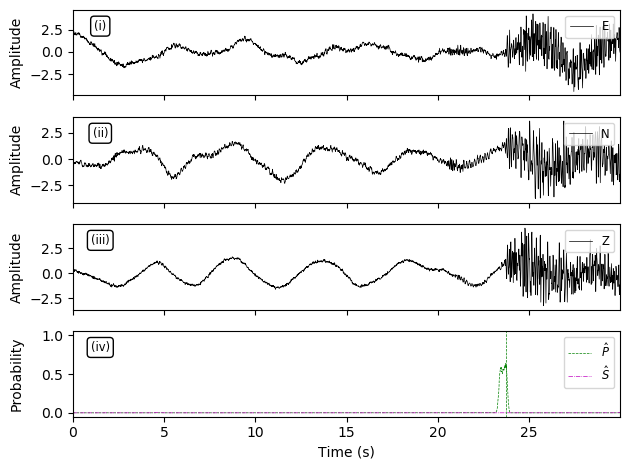 (i)
E
Amplitude
2.5
0.0
−2.5
(ii)
N
Amplitude
2.5
0.0
−2.5
(iii)
Z
Amplitude
2.5
0.0
−2.5
(iv)
P̂
Ŝ
Probability
1.0
0.5
0.0
0 5 10 15 20 25
Time (s)